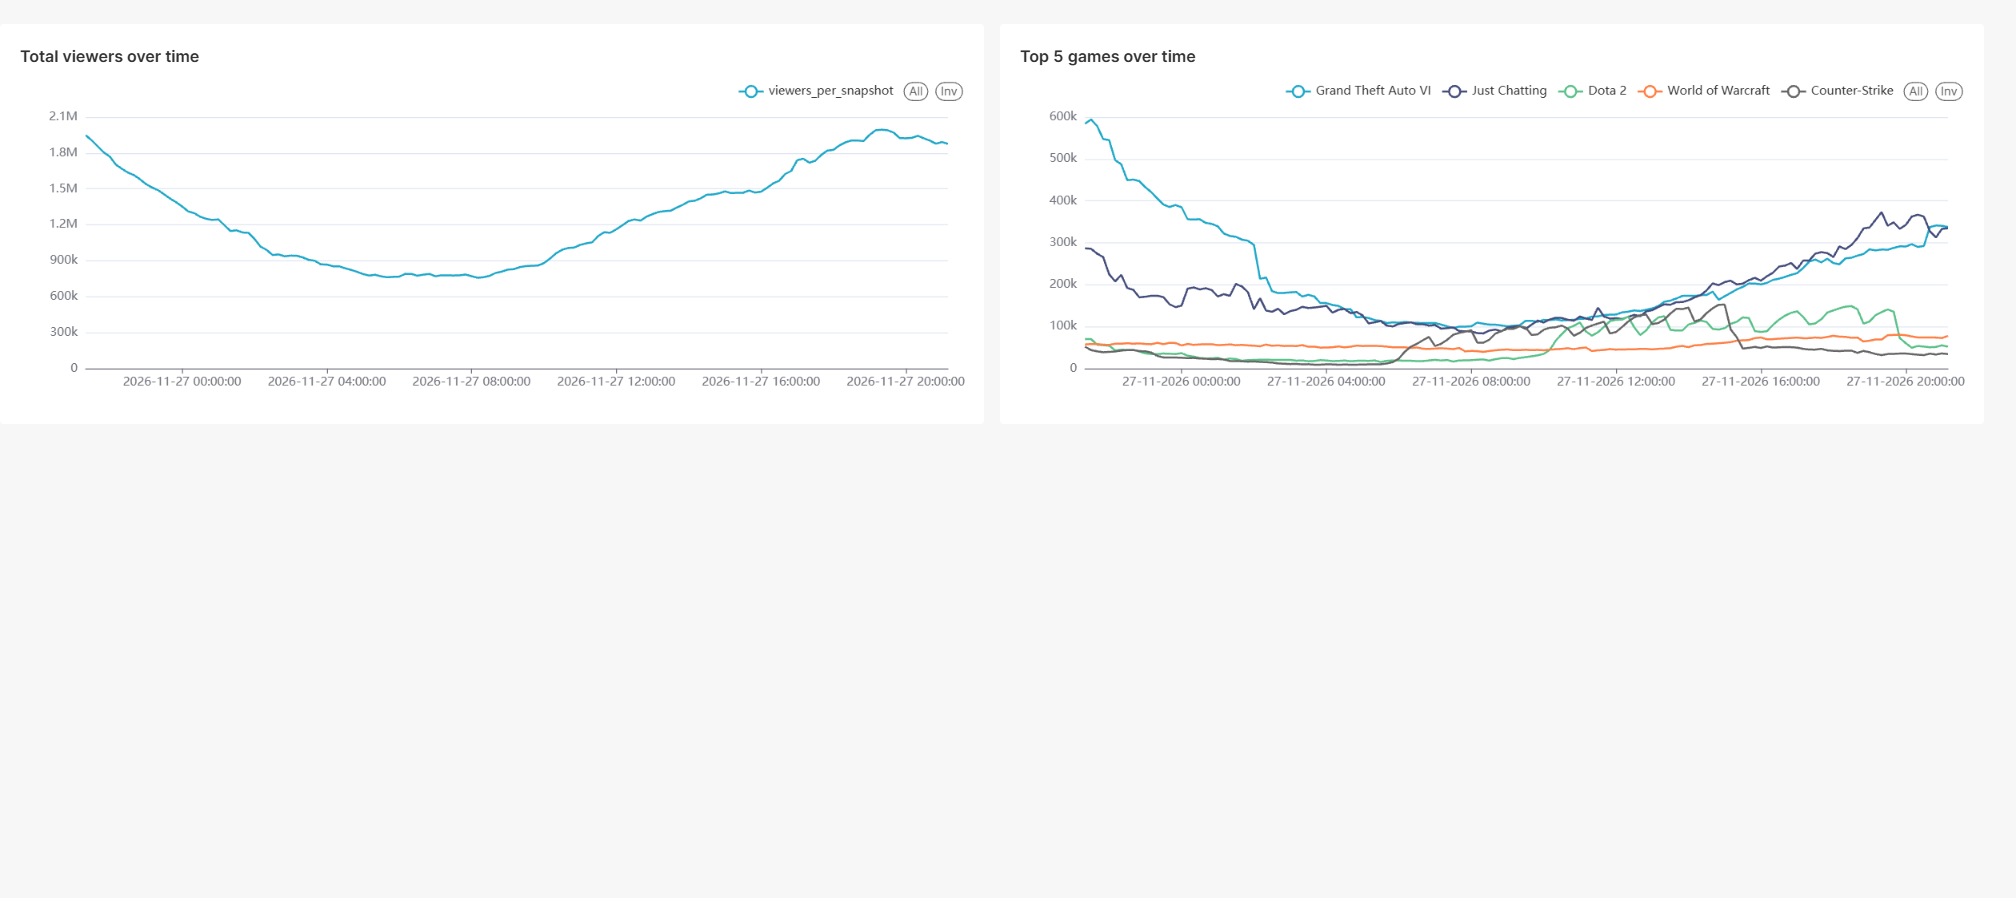 Total viewers over time
viewers_per_snapshot All Inv
2.1M
1.8M
1.5M
1.2M
900k
600k
300k
0
2026-11-27 00:00:00 2026-11-27 04:00:00 2026-11-27 08:00:00 2026-11-27 12:00:00 2026-11-27 16:00:00 2026-11-27 20:00:00
Top 5 games over time
Grand Theft Auto VI Just Chatting Dota 2 World of Warcraft Counter-Strike All Inv
600k
500k
400k
300k
200k
100k
0
27-11-2026 00:00:00 27-11-2026 04:00:00 27-11-2026 08:00:00 27-11-2026 12:00:00 27-11-2026 16:00:00 27-11-2026 20:00:00